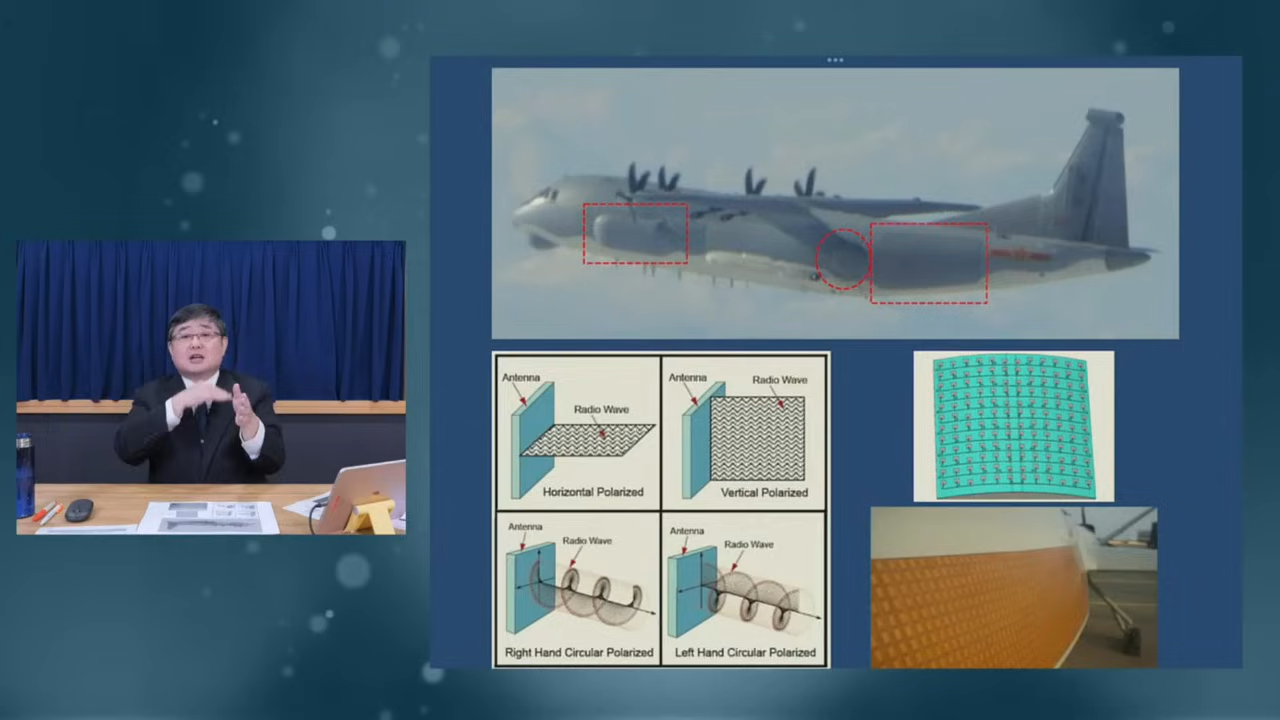 Antenna
Radio Wave
Horizontal Polarized
Antenna
Radio Wave
Vertical Polarized
Antenna
Radio Wave
Right Hand Circular Polarized
Antenna
Radio Wave
Left Hand Circular Polarized